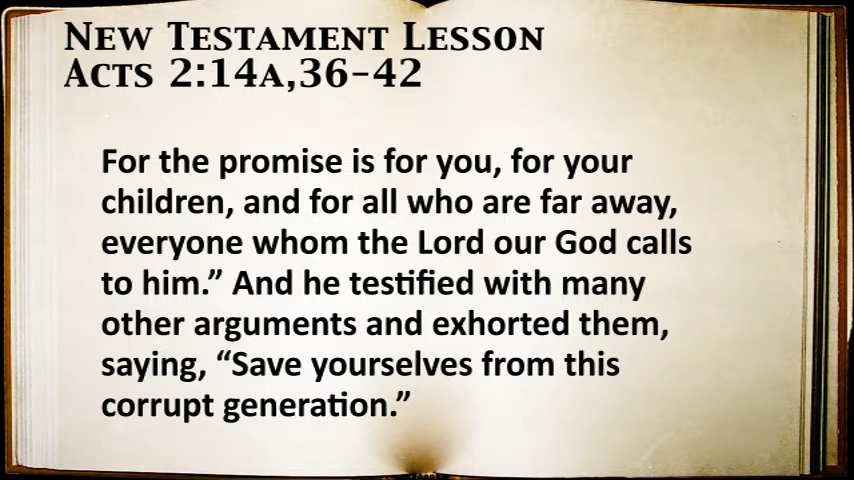 New Testament Lesson
Acts 2:14a,36-42
For the promise is for you, for your
children, and for all who are far away,
everyone whom the Lord our God calls
to him.” And he testified with many
other arguments and exhorted them,
saying, “Save yourselves from this
corrupt generation.”